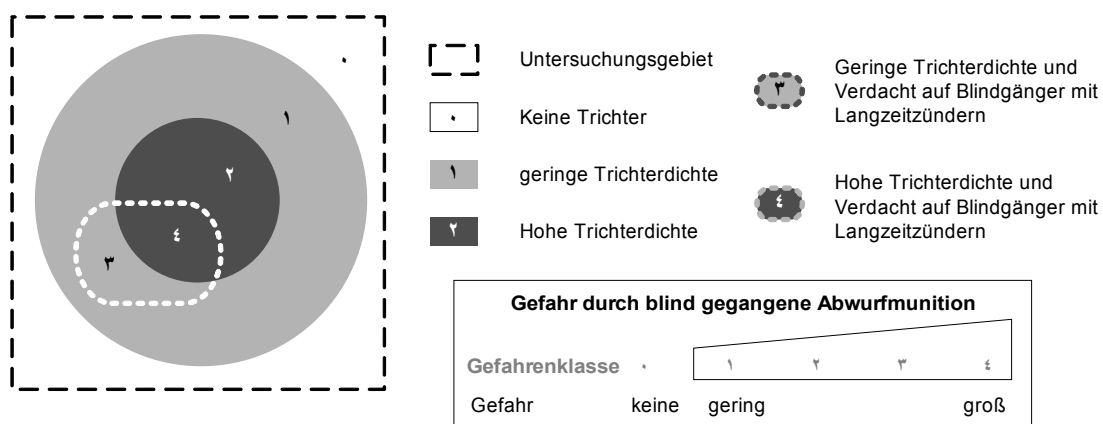 ٠
١
٢
٤
٣
Untersuchungsgebiet
٠ Keine Trichter
١ geringe Trichterdichte
٢ Hohe Trichterdichte
٣ Geringe Trichterdichte und
Verdacht auf Blindgänger mit
Langzeitzündern
٤ Hohe Trichterdichte und
Verdacht auf Blindgänger mit
Langzeitzündern
Gefahr durch blind gegangene Abwurfmunition
Gefahrenklasse ٠ ١ ٢ ٣ ٤
Gefahr keine gering groß